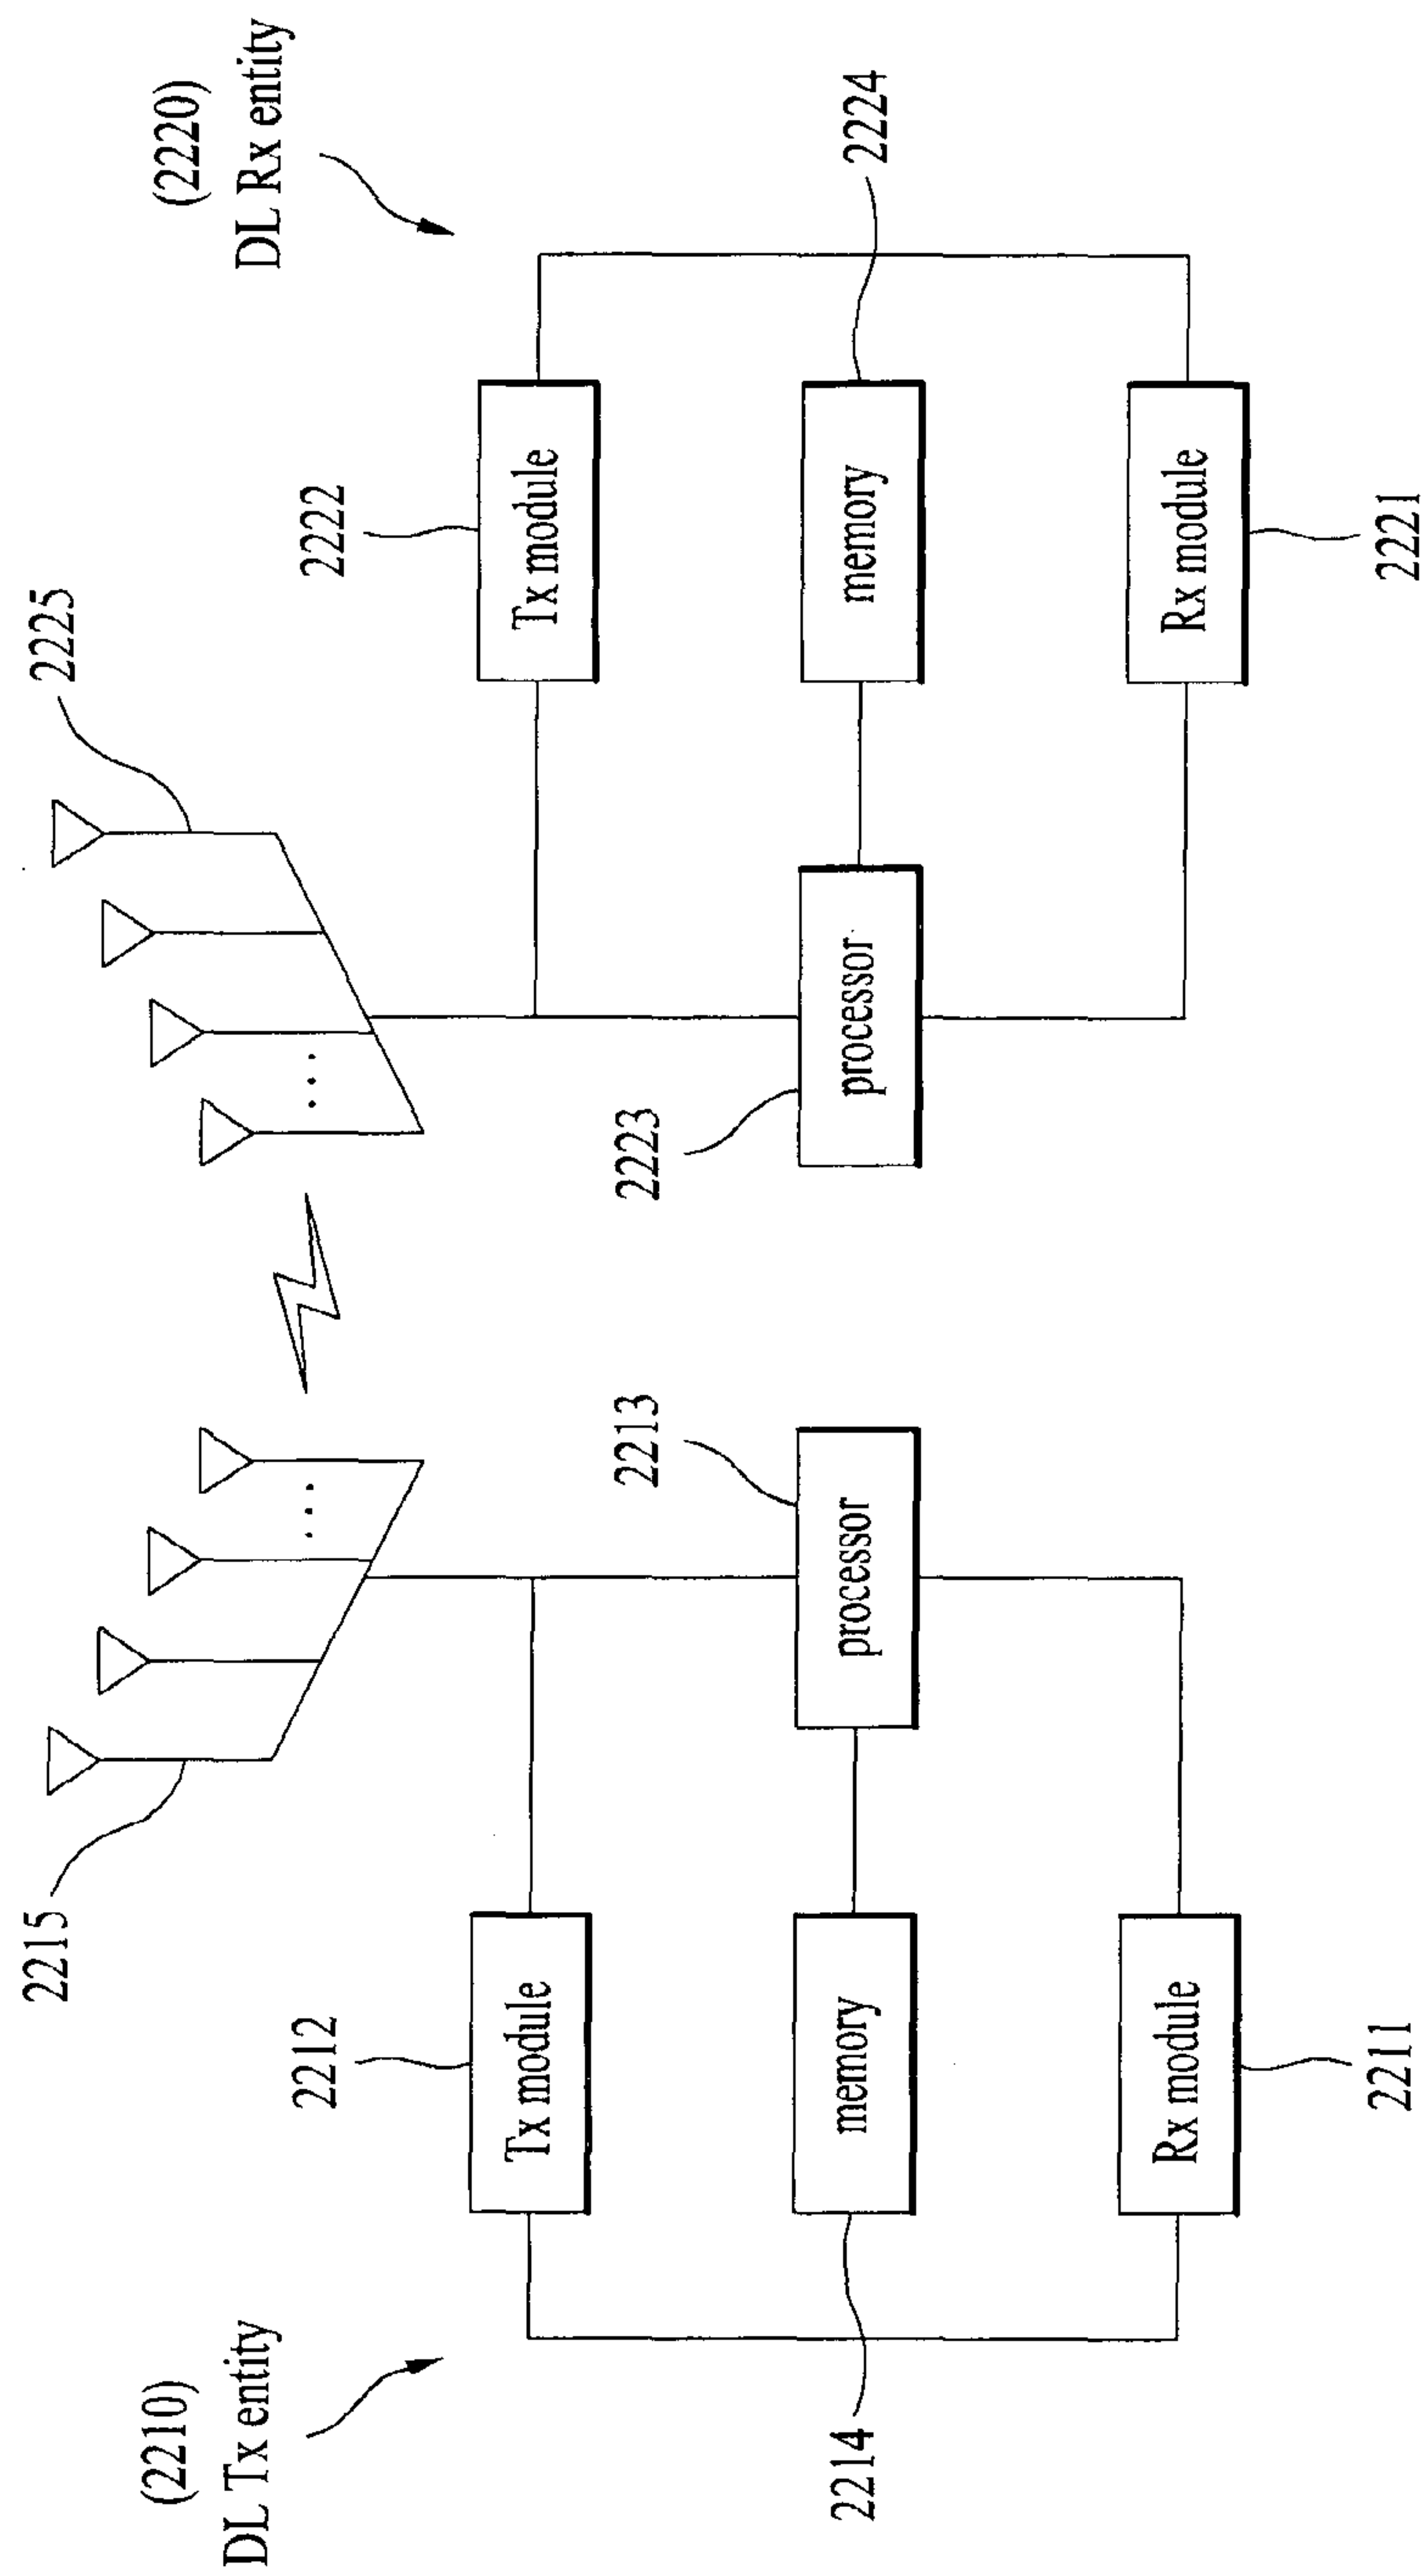 (2210)
DL Tx entity
2215
2212
Tx module
2213
processor
memory
2214
Rx module
2211
...
(2220)
DL Rx entity
2225
...
2222
Tx module
2223
processor
memory
2224
Rx module
2221